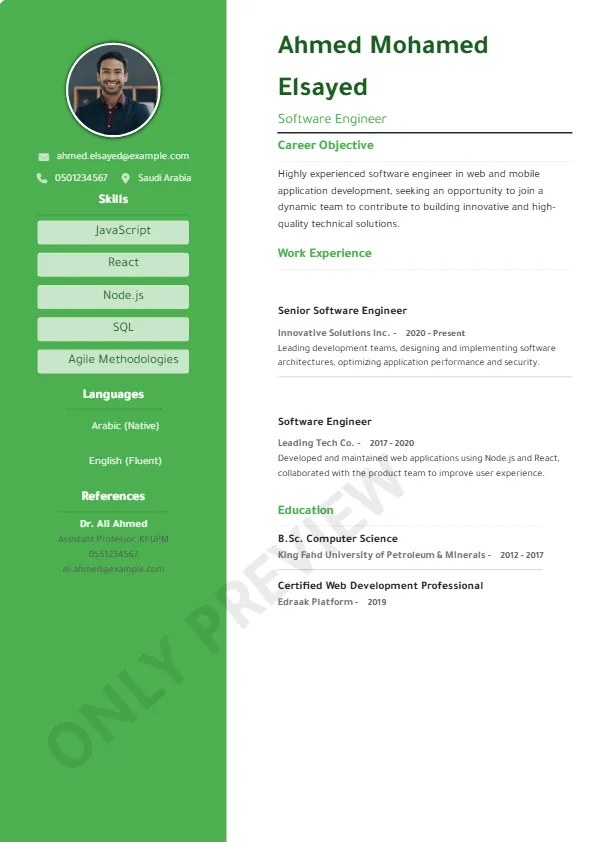 ahmed.elsayed@example.com
0501234567 Saudi Arabia
Skills
JavaScript
React
Node.js
SQL
Agile Methodologies
Languages
Arabic (Native)
English (Fluent)
References
Dr. Ali Ahmed
Assistant Professor, KFUPM
0551234567
ali.ahmed@example.com
Ahmed Mohamed
Elsayed
Software Engineer
Career Objective
Highly experienced software engineer in web and mobile
application development, seeking an opportunity to join a
dynamic team to contribute to building innovative and high-
quality technical solutions.
Work Experience
Senior Software Engineer
Innovative Solutions Inc. - 2020 - Present
Leading development teams, designing and implementing software
architectures, optimizing application performance and security.
Software Engineer
Leading Tech Co. - 2017 - 2020
Developed and maintained web applications using Node.js and React,
collaborated with the product team to improve user experience.
Education
B.Sc. Computer Science
King Fahd University of Petroleum & Minerals - 2012 - 2017
Certified Web Development Professional
Edraak Platform - 2019
ONLY PREVIEW